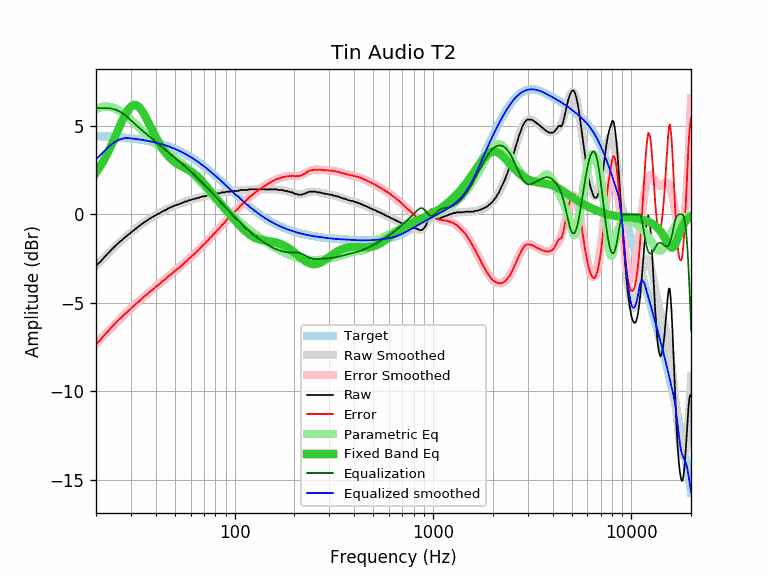 Tin Audio T2
Amplitude (dBr)
5
0
−5
−10
−15
Target
Raw Smoothed
Error Smoothed
Raw
Error
Parametric Eq
Fixed Band Eq
Equalization
Equalized smoothed
100
1000
10000
Frequency (Hz)